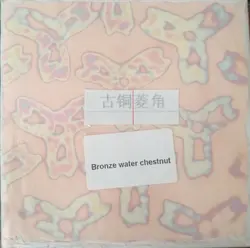 古铜菱角
Bronze water chestnut